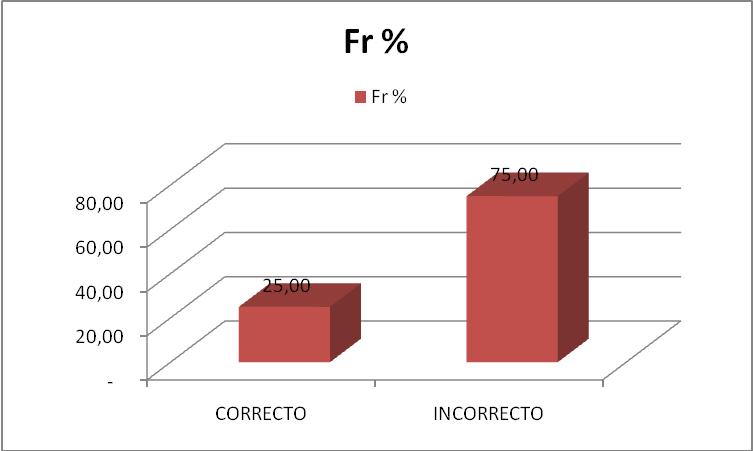 Fr %
Fr %
75,00
80,00
60,00
25,00
40,00
20,00
-
CORRECTO INCORRECTO